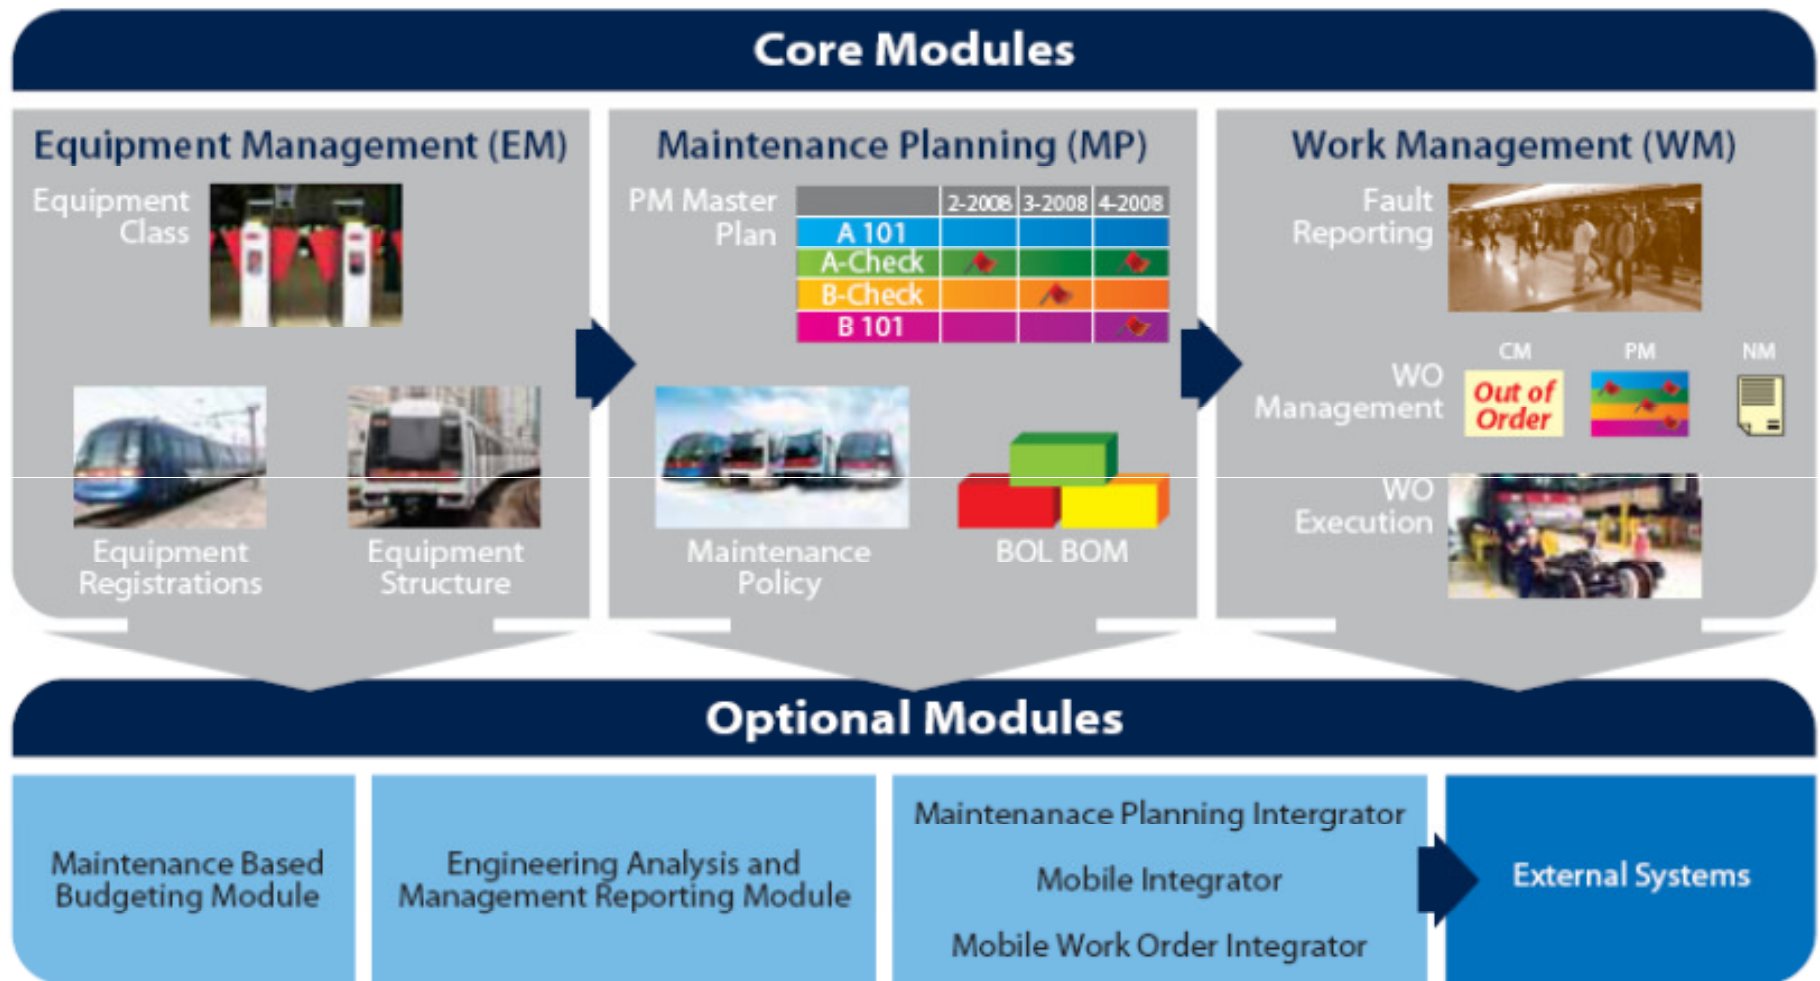 Core Modules
Equipment Management (EM)
Equipment
Class
Equipment
Registrations
Equipment
Structure
Maintenance Planning (MP)
PM Master
Plan
2-2008 3-2008 4-2008
A 101
A-Check
B-Check
B 101
Maintenance
Policy
BOL BOM
Work Management (WM)
Fault
Reporting
WO
Management
CM PM NM
Out of
Order
WO
Execution
Optional Modules
Maintenance Based
Budgeting Module
Engineering Analysis and
Management Reporting Module
Maintenanace Planning Intergrator
Mobile Integrator
Mobile Work Order Integrator
External Systems